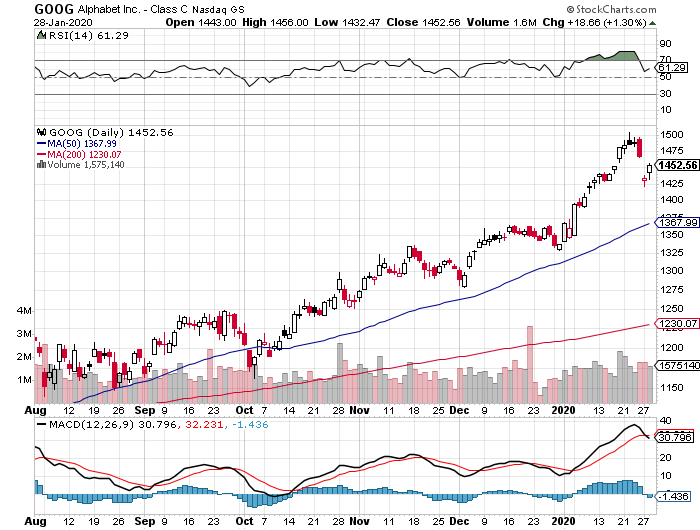 GOOG Alphabet Inc. - Class C Nasdaq GS © StockCharts.com
28-Jan-2020 Open 1443.00 High 1456.00 Low 1432.47 Close 1452.56 Volume 1.6M Chg +18.66 (+1.30%)
RSI(14) 61.29
90
70
61.29
50
30
10
GOOG (Daily) 1452.56
MA(50) 1367.99
MA(200) 1230.07
Volume 1,575,140
1500
1475
1452.56
1425
1400
1367.99
1350
1325
1300
1275
1250
1230.07
1200
1575140
1150
4M
3M
2M
1M
Aug 12 19 26 Sep 9 16 23 Oct 7 14 21 28 Nov 11 18 25 Dec 9 16 23 2020 13 21 27
MACD(12,26,9) 30.796, 32.231, -1.436
40
30.796
20
10
-1.436
Aug 12 19 26 Sep 9 16 23 Oct 7 14 21 28 Nov 11 18 25 Dec 9 16 23 2020 13 21 27